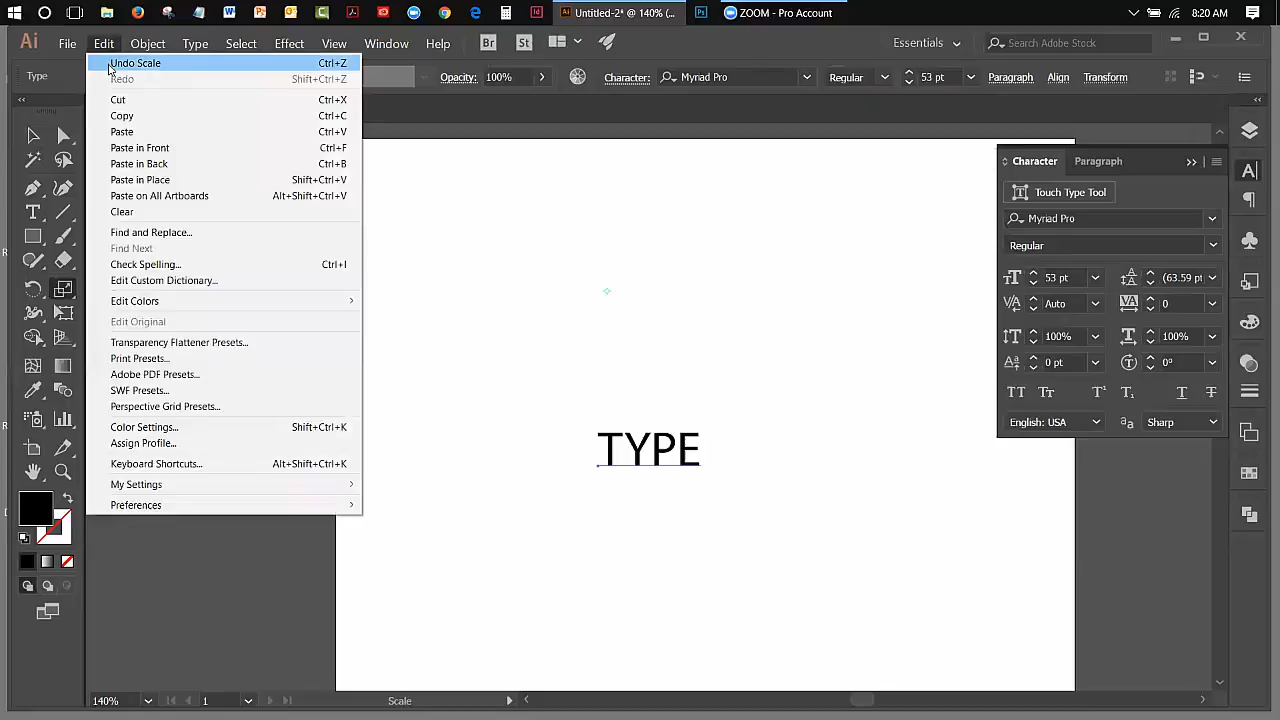 Untitled-2* @ 140% (...
ZOOM - Pro Account
8:20 AM
Ai File Edit Object Type Select Effect Window Help Br St Essentials Search Adobe Stock
View
Type Opacity: 100% Character: Myriad Pro Regular 53 pt Paragraph Align Transform
Undo Scale Ctrl+Z
Redo Shift+Ctrl+Z
Cut Ctrl+X
Copy Ctrl+C
Paste Ctrl+V
Paste in Front Ctrl+F
Paste in Back Ctrl+B
Paste in Place Shift+Ctrl+V
Paste on All Artboards Alt+Shift+Ctrl+V
Clear
Find and Replace...
Find Next
Check Spelling... Ctrl+I
Edit Custom Dictionary...
Edit Colors
Edit Original
Transparency Flattener Presets...
Print Presets...
Adobe PDF Presets...
SWF Presets...
Perspective Grid Presets...
Color Settings... Shift+Ctrl+K
Assign Profile...
Keyboard Shortcuts... Alt+Shift+Ctrl+K
My Settings
Preferences
TYPE
Character Paragraph
Touch Type Tool
Myriad Pro
Regular
53 pt (63.59 pt
Auto 0
100% 100%
0 pt 0°
English: USA Sharp
140% 1 Scale